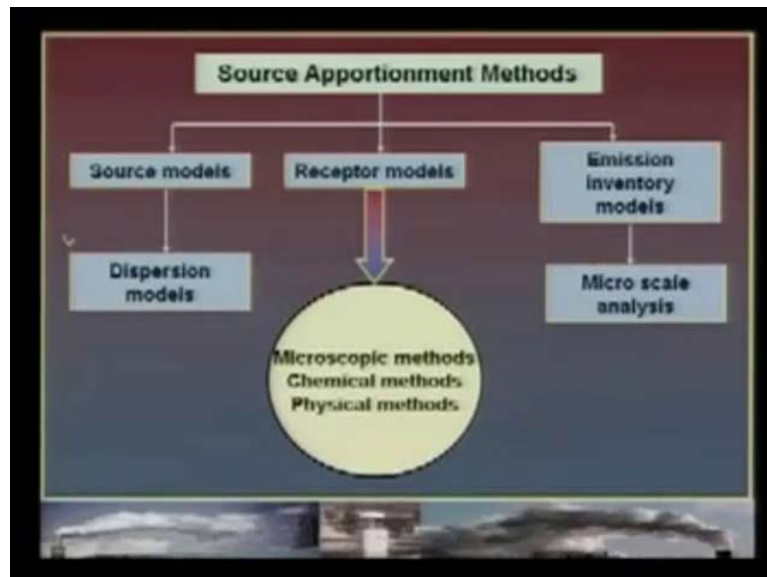 Source Apportionment Methods
Source models
Receptor models
Emission
inventory
models
Dispersion
models
Micro scale
analysis
Microscopic methods
Chemical methods
Physical methods